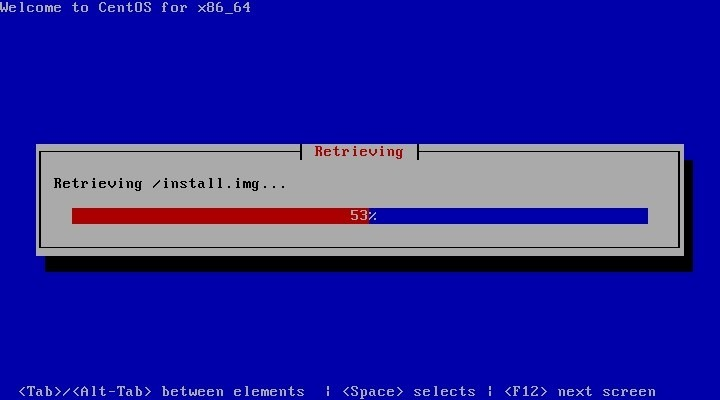 Welcome to CentOS for x86_64
Retrieving
Retrieving /install.img...
53%
<Tab>/<Alt-Tab> between elements | <Space> selects | <F12> next screen